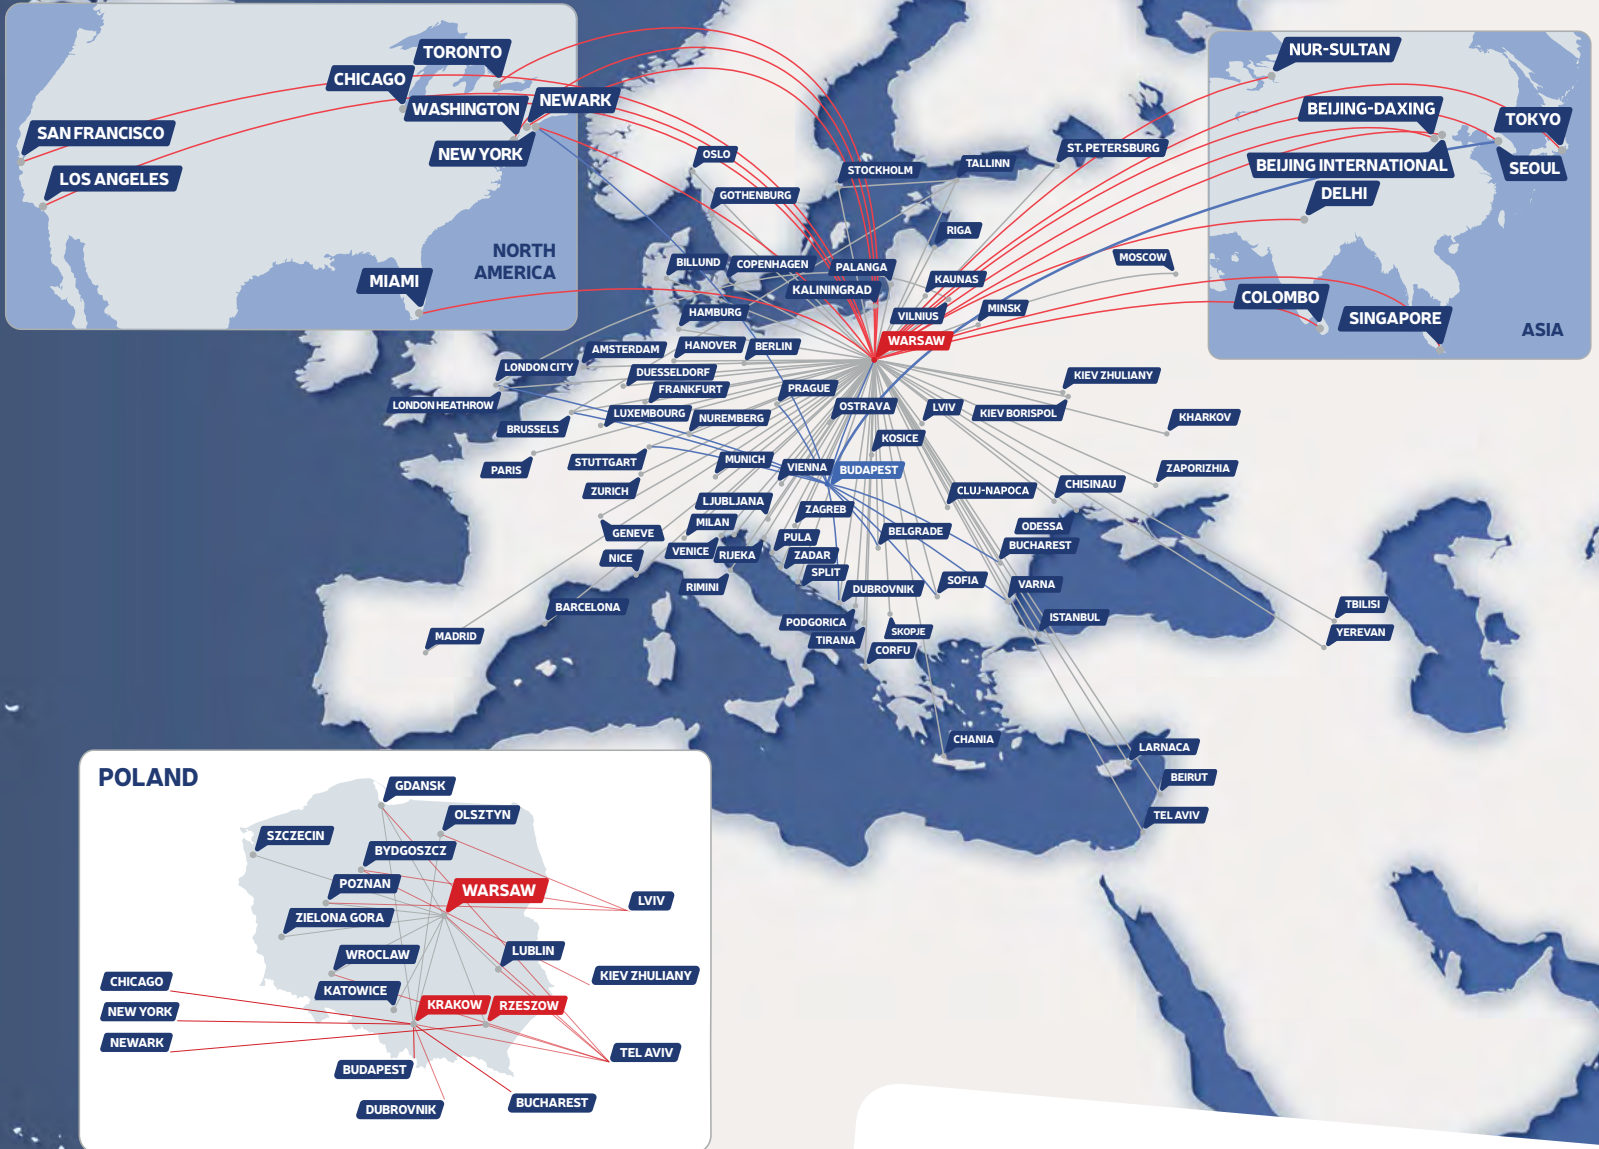 TORONTO
CHICAGO
WASHINGTON
NEWARK
SAN FRANCISCO
NEW YORK
LOS ANGELES
NORTH
AMERICA
MIAMI
NUR-SULTAN
BEIJING-DAXING
TOKYO
BEIJING INTERNATIONAL
SEOUL
DELHI
COLOMBO
SINGAPORE
ASIA
OSLO
STOCKHOLM
TALLINN
ST. PETERSBURG
GOTHENBURG
RIGA
BILLUND
COPENHAGEN
PALANGA
MOSCOW
KAUNAS
KALININGRAD
HAMBURG
VILNIUS
MINSK
WARSAW
AMSTERDAM
HANOVER
BERLIN
LONDON CITY
DUESSELDORF
KIEV ZHULIANY
FRANKFURT
PRAGUE
LONDON HEATHROW
LUXEMBOURG
NUREMBERG
OSTRAVA
LVIV
KIEV BORISPOL
KHARKOV
BRUSSELS
KOSICE
PARIS
STUTTGART
MUNICH
VIENNA
BUDAPEST
ZAPORIZHIA
ZURICH
CLUJ-NAPOCA
CHISINAU
LJUBLJANA
ZAGREB
MILAN
ODESSA
GENEVE
PULA
BELGRADE
BUCHAREST
NICE
VENICE
RIJEKA
ZADAR
SPLIT
RIMINI
DUBROVNIK
SOFIA
VARNA
BARCELONA
PODGORICA
ISTANBUL
TBILISI
MADRID
TIRANA
SKOPJE
YEREVAN
CORFU
CHANIA
LARNACA
BEIRUT
TEL AVIV
POLAND
GDANSK
OLSZTYN
SZCZECIN
BYDGOSZCZ
POZNAN
WARSAW
LVIV
ZIELONA GORA
WROCLAW
LUBLIN
KIEV ZHULIANY
CHICAGO
KATOWICE
NEW YORK
KRAKOW
RZESZOW
NEWARK
TEL AVIV
BUDAPEST
DUBROVNIK
BUCHAREST